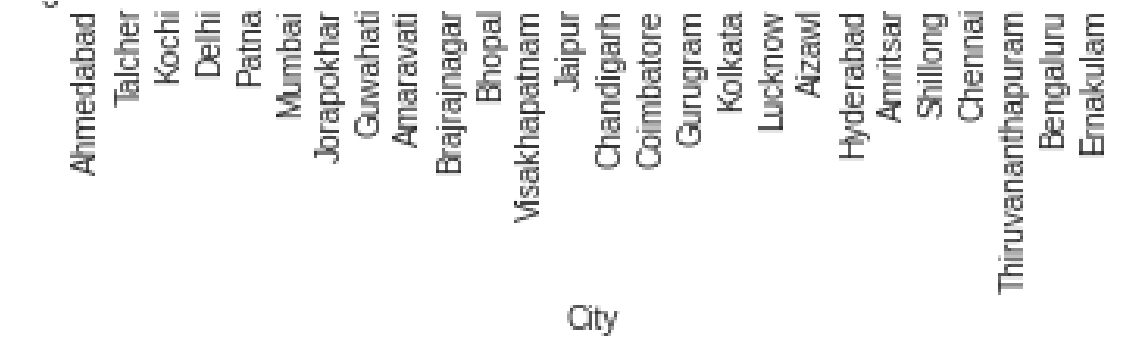 Ahmedabad
Talcher
Kochi
Delhi
Patna
Mumbai
Jorapokhar
Guwahati
Amaravati
Brajrajnagar
Bhopal
Visakhapatnam
Jaipur
Chandigarh
Coimbatore
Gurugram
Kolkata
Lucknow
Aizawl
Hyderabad
Amritsar
Shillong
Chennai
Thiruvananthapuram
Bengaluru
Ernakulam
City